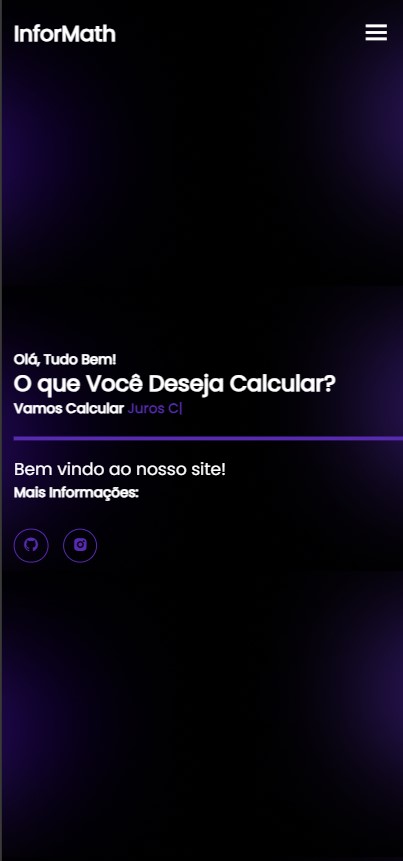 InforMath
Olá, Tudo Bem!
O que Você Deseja Calcular?
Vamos Calcular Juros C|
Bem vindo ao nosso site!
Mais Informações: